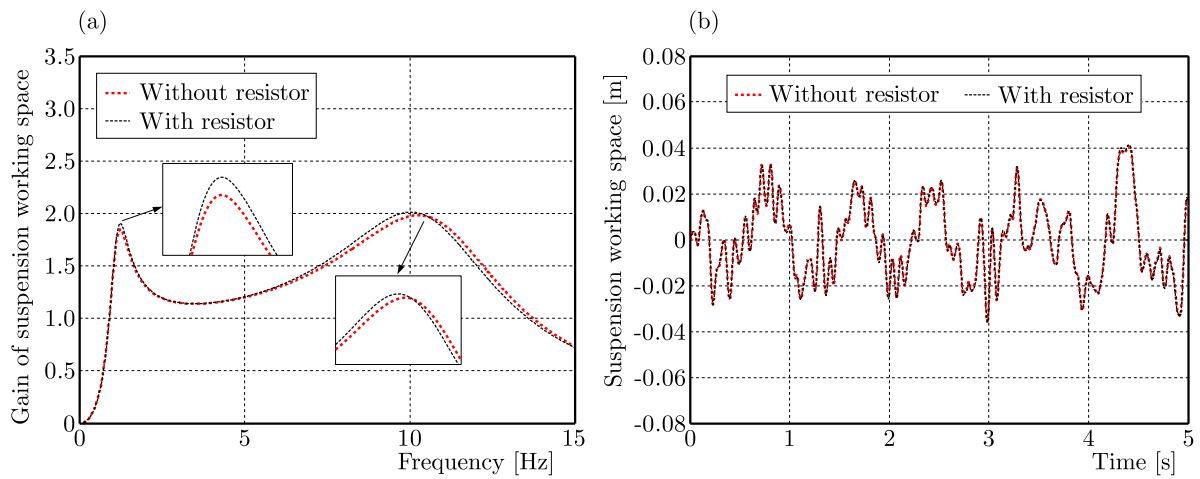 (a)
Gain of suspension working space
3.5
3.0
2.5
2.0
1.5
1.0
0.5
0
Without resistor
With resistor
0 5 10 15
Frequency [Hz]
(b)
Suspension working space [m]
0.08
0.06
0.04
0.02
0
-0.02
-0.04
-0.06
-0.08
Without resistor With resistor
0 1 2 3 4 5
Time [s]